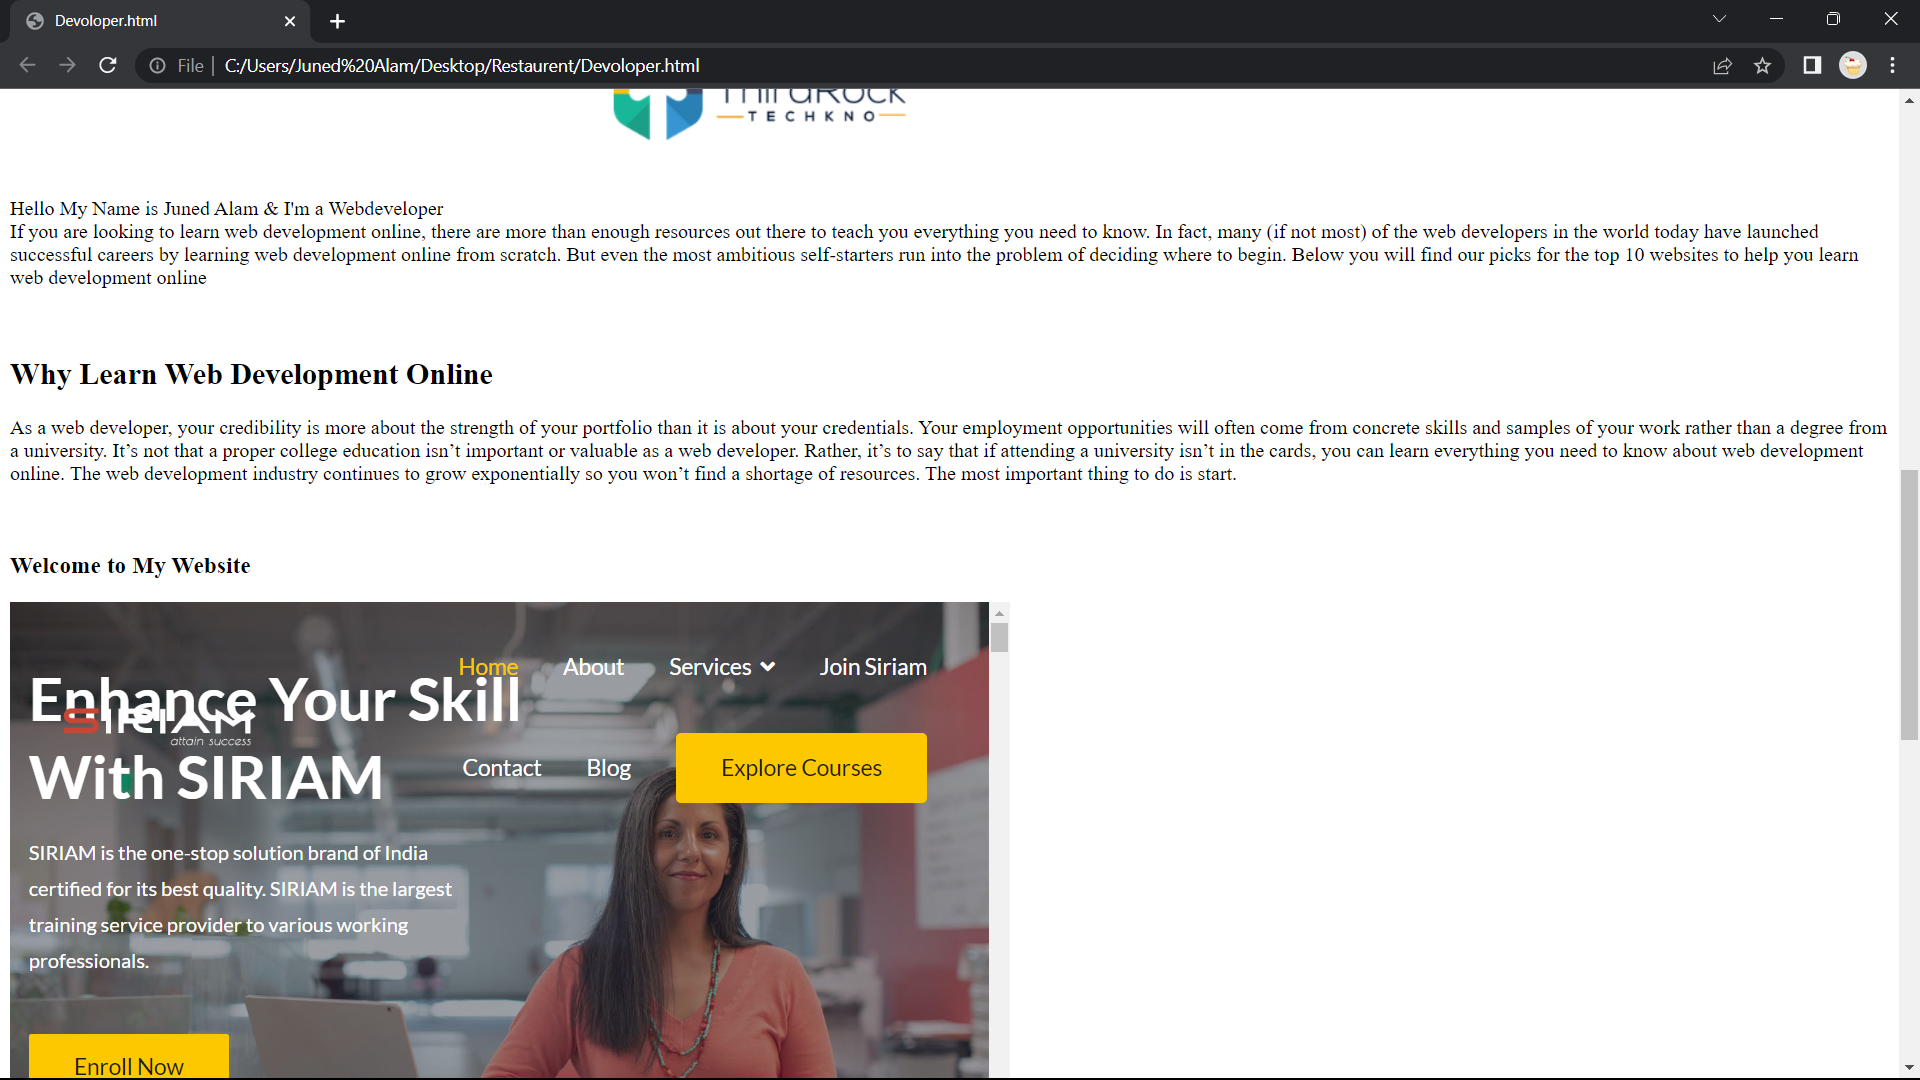 Devoloper.html
File
C:/Users/Juned%20Alam/Desktop/Restaurent/Devoloper.html
TECHKNO
Hello My Name is Juned Alam & I'm a Webdeveloper
If you are looking to learn web development online, there are more than enough resources out there to teach you everything you need to know. In fact, many (if not most) of the web developers in the world today have launched
successful careers by learning web development online from scratch. But even the most ambitious self-starters run into the problem of deciding where to begin. Below you will find our picks for the top 10 websites to help you learn
web development online
Why Learn Web Development Online
As a web developer, your credibility is more about the strength of your portfolio than it is about your credentials. Your employment opportunities will often come from concrete skills and samples of your work rather than a degree from
a university. It’s not that a proper college education isn’t important or valuable as a web developer. Rather, it’s to say that if attending a university isn’t in the cards, you can learn everything you need to know about web development
online. The web development industry continues to grow exponentially so you won’t find a shortage of resources. The most important thing to do is start.
Welcome to My Website
Home About Services Join Siriam
Enhance Your Skill
SIRIAM
attain success
With SIRIAM
Contact Blog Explore Courses
SIRIAM is the one-stop solution brand of India
certified for its best quality. SIRIAM is the largest
training service provider to various working
professionals.
Enroll Now